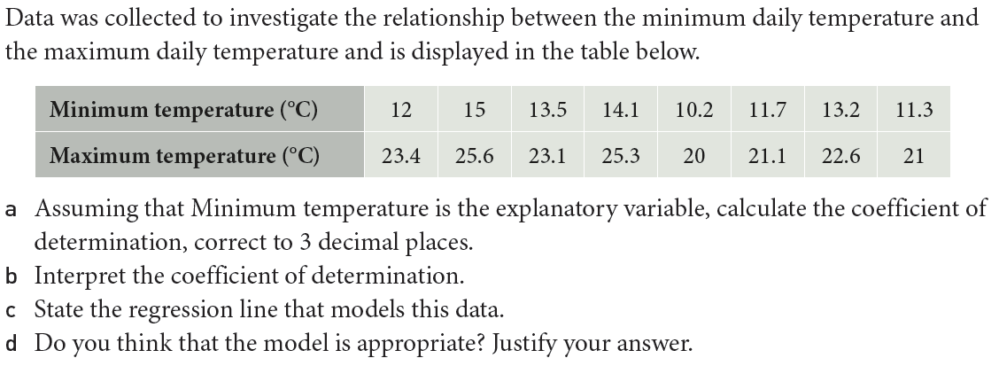 Data was collected to investigate the relationship between the minimum daily temperature and
the maximum daily temperature and is displayed in the table below.
Minimum temperature (°C) 12 15 13.5 14.1 10.2 11.7 13.2 11.3
Maximum temperature (°C) 23.4 25.6 23.1 25.3 20 21.1 22.6 21
a Assuming that Minimum temperature is the explanatory variable, calculate the coefficient of
determination, correct to 3 decimal places.
b Interpret the coefficient of determination.
c State the regression line that models this data.
d Do you think that the model is appropriate? Justify your answer.